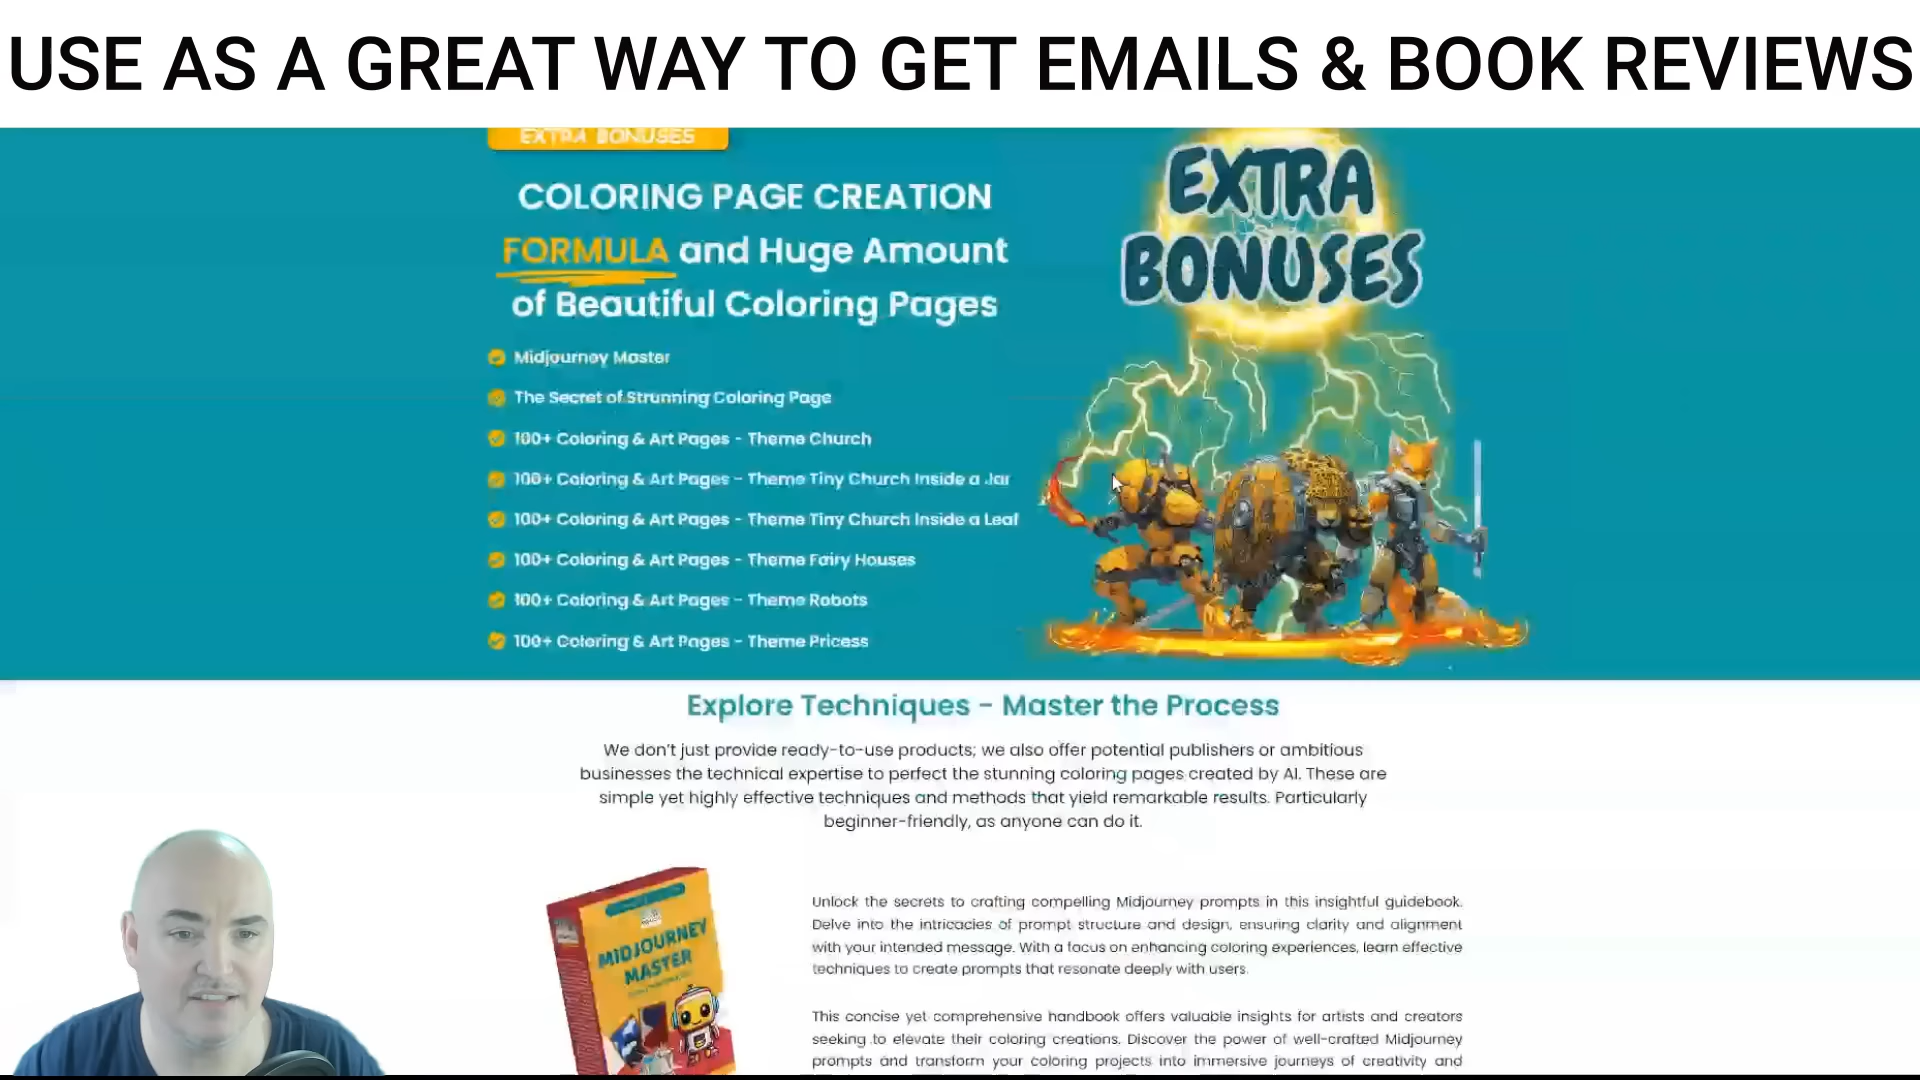 USE AS A GREAT WAY TO GET EMAILS & BOOK REVIEWS
EXTRA BONUSES
COLORING PAGE CREATION
FORMULA and Huge Amount
of Beautiful Coloring Pages
Midjourney Master
The Secret of Strunning Coloring Page
100+ Coloring & Art Pages - Theme Church
100+ Coloring & Art Pages - Theme Tiny Church Inside a Jar
100+ Coloring & Art Pages - Theme Tiny Church Inside a Leaf
100+ Coloring & Art Pages - Theme Fairy Houses
100+ Coloring & Art Pages - Theme Robots
100+ Coloring & Art Pages - Theme Pricess
EXTRA
BONUSES
Explore Techniques - Master the Process
We don't just provide ready-to-use products; we also offer potential publishers or ambitious
businesses the technical expertise to perfect the stunning coloring pages created by AI. These are
simple yet highly effective techniques and methods that yield remarkable results. Particularly
beginner-friendly, as anyone can do it.
MIDJOURNEY
MASTER
Unlock the secrets to crafting compelling Midjourney prompts in this insightful guidebook.
Delve into the intricacies of prompt structure and design, ensuring clarity and alignment
with your intended message. With a focus on enhancing coloring experiences, learn effective
techniques to create prompts that resonate deeply with users.
This concise yet comprehensive handbook offers valuable insights for artists and creators
seeking to elevate their coloring creations. Discover the power of well-crafted Midjourney
prompts and transform your coloring projects into immersive journeys of creativity and